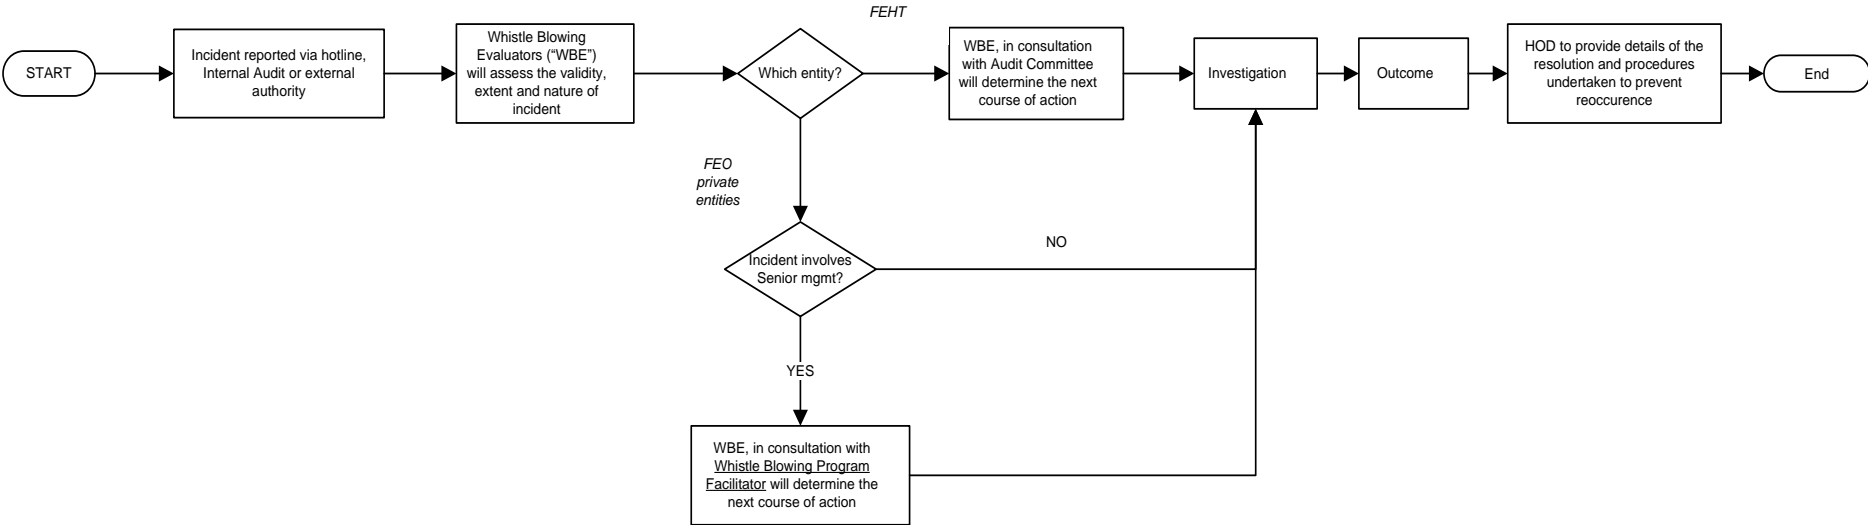 FEHT
START
Incident reported via hotline,
Internal Audit or external
authority
Whistle Blowing
Evaluators (“WBE”)
will assess the validity,
extent and nature of
incident
Which entity?
WBE, in consultation
with Audit Committee
will determine the next
course of action
Investigation
Outcome
HOD to provide details of the
resolution and procedures
undertaken to prevent
reoccurence
End
FEO
private
entities
Incident involves
Senior mgmt?
NO
YES
WBE, in consultation with
Whistle Blowing Program
Facilitator will determine the
next course of action